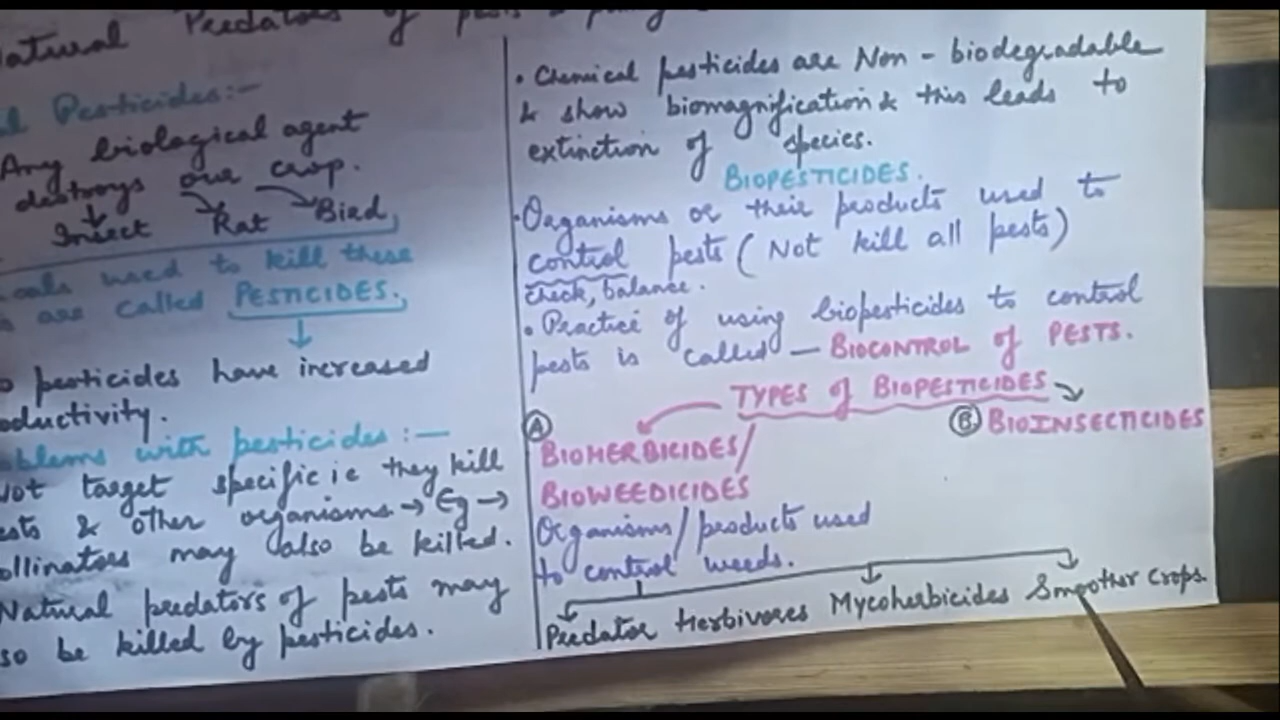 Natural Predators of pests
Pesticides:-
Any biological agent
destroys our crop.
Insect Rat Bird,
used to kill these
are called PESTICIDES.
pesticides have increased
with pesticides:-
Not target specific ie they kill
& other organisms → Eg →
may also be killed.
Natural predators of pests may
be killed by pesticides.
• Chemical pesticides are Non-biodegradable
& show biomagnification & this leads to
extinction of species.
BIOPESTICIDES.
•Organisms or their products used to
control pests (Not kill all pests)
check, balance.
• Practice of using biopesticides to control
pests is called - BIOCONTROL of PESTS.
TYPES of BIOPESTICIDES
Ⓐ BIOHERBICIDES/
BIOWEEDICIDES
Organisms/products used
to control weeds.
Ⓑ BIOINSECTICIDES
Predator Herbivores Mycoherbicides Smoother Crops.